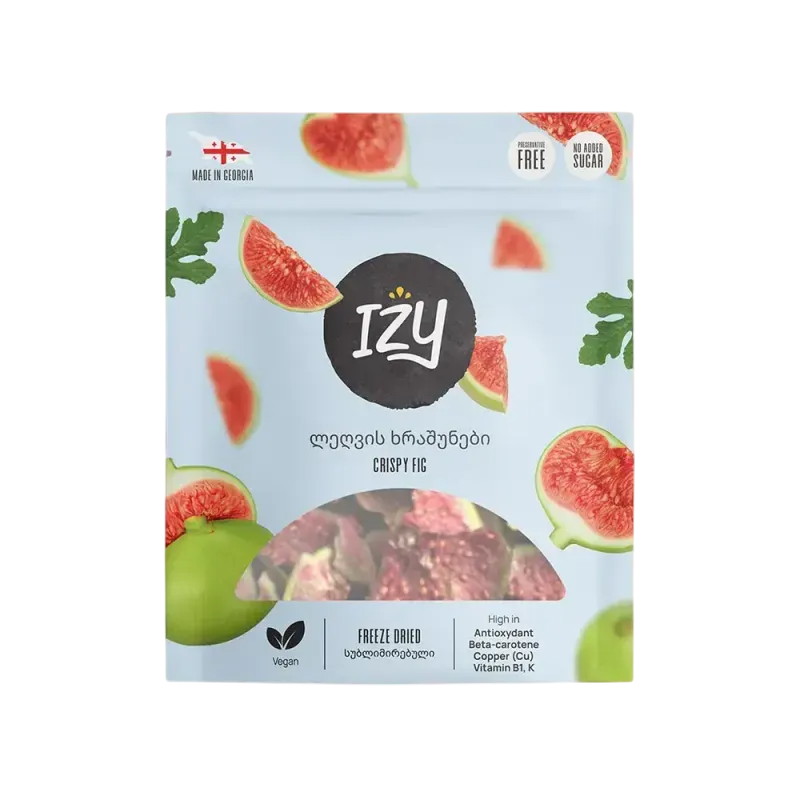 MADE IN GEORGIA
PRESERVATIVE
FREE
NO ADDED
SUGAR
IZY
ლეღვის ხრაშუნები
CRISPY FIG
Vegan
FREEZE DRIED
სუბლიმირებული
High in
Antioxydant
Beta-carotene
Copper (Cu)
Vitamin B1, K